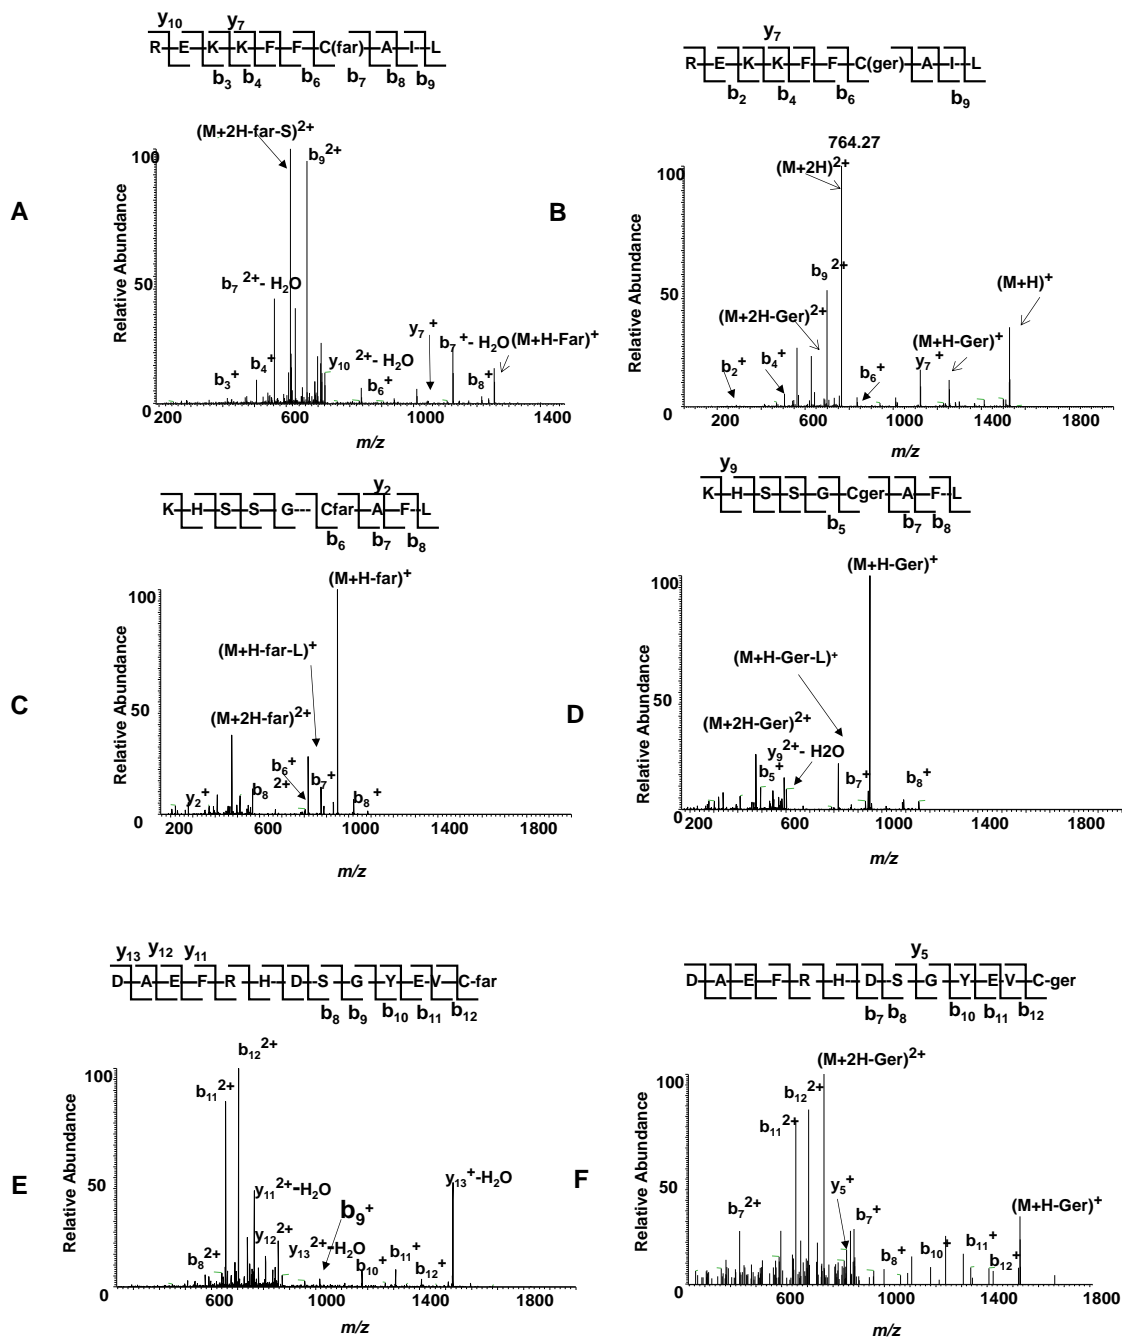 y10 y7
R-E-K-K-F-F-C(far)-A-I-L
b3 b4 b6 b7 b8 b9
A
Relative Abundance
100
50
0
(M+2H-far-S)2+
b9 2+
b7 2+- H2O
b3+
b4+
y10 2+- H2O
b6+
y7+
b7+- H2O
b8+
(M+H-Far)+
200 600 1000 1400
m/z
y7
R-E-K-K-F-F-C(ger)-A-I-L
b2 b4 b6 b9
B
Relative Abundance
100
50
0
764.27
(M+2H)2+
b9 2+
(M+2H-Ger)2+
b2+
b4+
b6+
y7+
(M+H-Ger)+
(M+H)+
200 600 1000 1400
m/z
y2
K-H-S-S-G--- Cfar-A-F-L
b6 b7 b8
C
Relative Abundance
100
50
0
(M+H-far)+
(M+H-far-L)+
(M+2H-far)2+
y2+
b8 2+
b6+
b7+
b8+
200 600 1000 1400 1800
m/z
y9
K-H-S-S-G-Cger-A-F-L
b5 b7 b8
D
Relative Abundance
100
50
0
(M+H-Ger)+
(M+H-Ger-L)+
(M+2H-Ger)2+
y9 2+- H2O
b5+
b7+
b8+
200 600 1000 1400 1800
m/z
y13 y12 y11
D-A-E-F-R-H-D-S-G-Y-E-V-C-far
b8 b9 b10 b11 b12
E
Relative Abundance
100
50
0
b12 2+
b11 2+
y11 2+-H2O
y12 2+
b8 2+
y13 2+-H2O
b9+
b10+
b11+
b12+
y13+-H2O
600 1000 1400 1800
m/z
y5
D-A-E-F-R-H-D-S-G-Y-E-V-C-ger
b7 b8 b10 b11 b12
F
Relative Abundance
100
50
0
(M+2H-Ger)2+
b12 2+
b11 2+
b7 2+
y5+
b7+
b8+
b10+
b11+
b12+
(M+H-Ger)+
600 1000 1400 1800
m/z